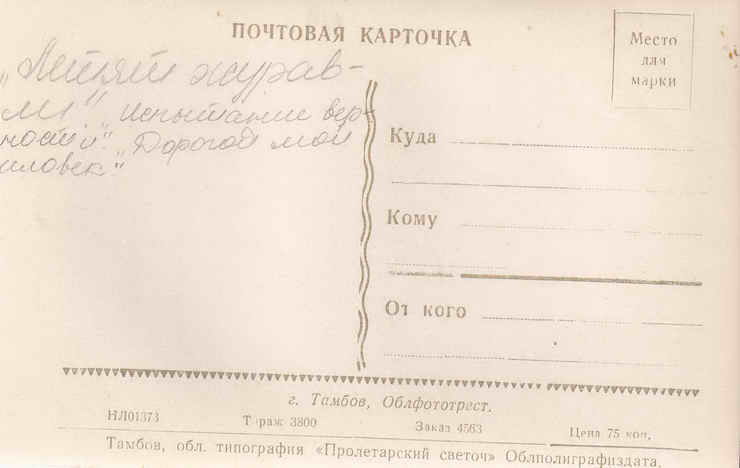 ПОЧТОВАЯ КАРТОЧКА
Место
для
марки
„Летят журав-
ли“. „Испытание вер-
ности“. „Дорогой мой
человек“
Куда
Кому
От кого
г. Тамбов, Облфототрест.
НЛ01373 Тираж 3800 Заказ 4563 Цена 75 коп.
Тамбов, обл. типография «Пролетарский светоч» Облполиграфиздата.